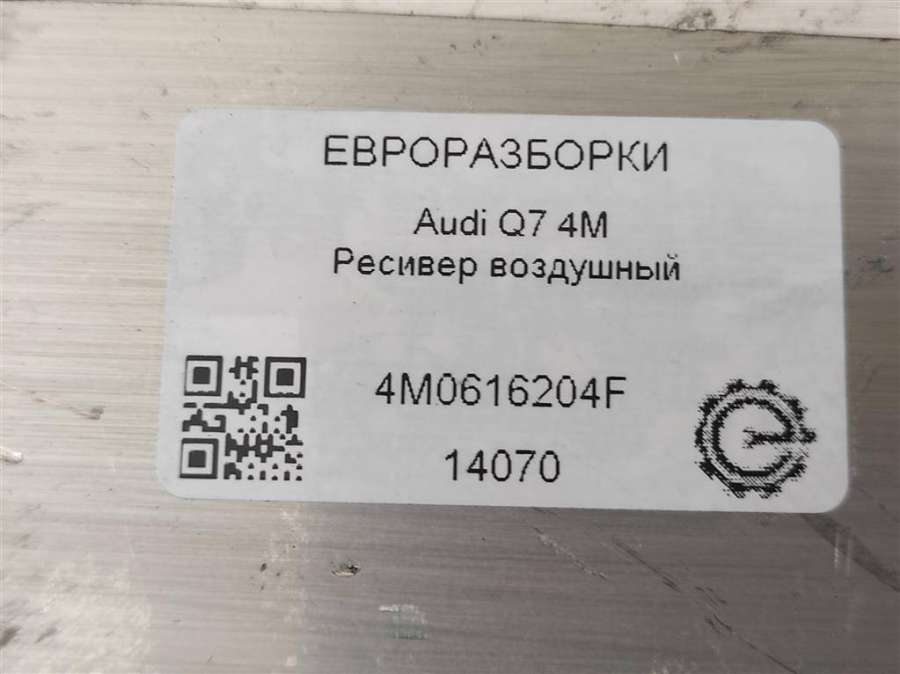 ЕВРОРАЗБОРКИ
Audi Q7 4M
Ресивер воздушный
4M0616204F
14070